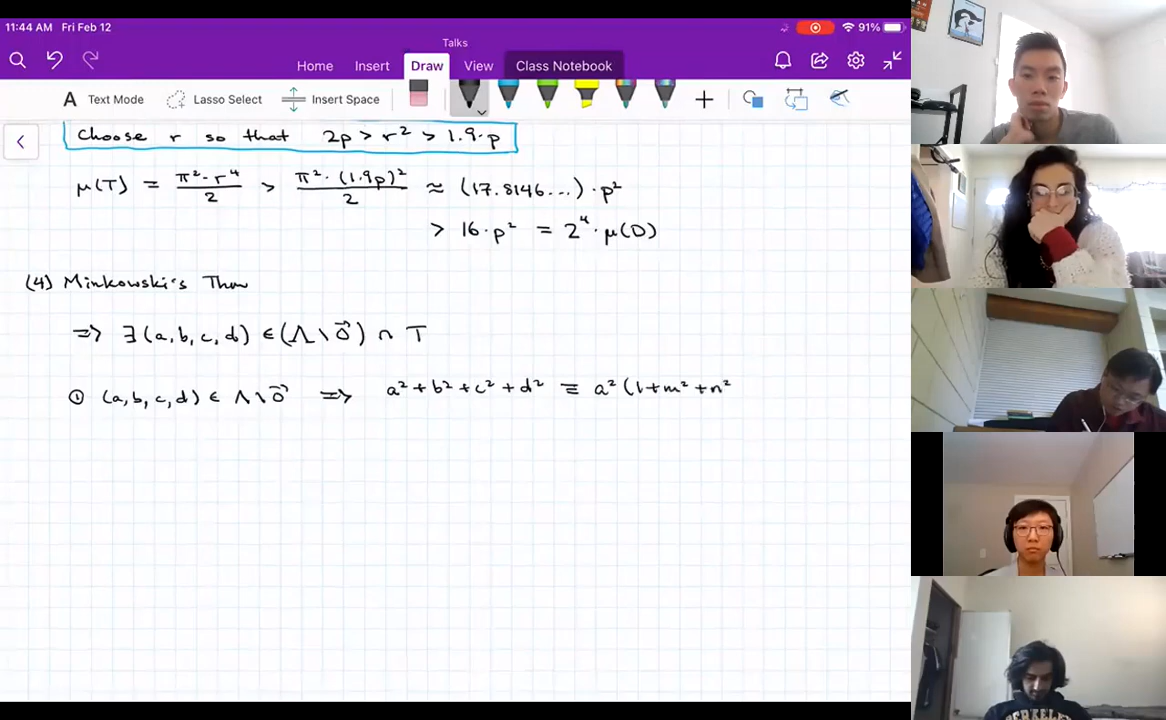 11:44 AM Fri Feb 12
91%
Talks
Home Insert Draw View Class Notebook
Text Mode Lasso Select Insert Space
Choose r so that 2p > r² > 1.9·p
μ(T) = π²·r⁴/2 > π²·(1.9p)²/2 ≈ (17.8146...)·p²
> 16·p² = 2⁴·μ(D)
(4) Minkowski's Thm
⇒ ∃ (a,b,c,d) ∈ (Λ\0⃗) ∩ T
① (a,b,c,d) ∈ Λ\0⃗ ⇒ a² + b² + c² + d² ≡ a² (1+m²+n²
BERKELEY